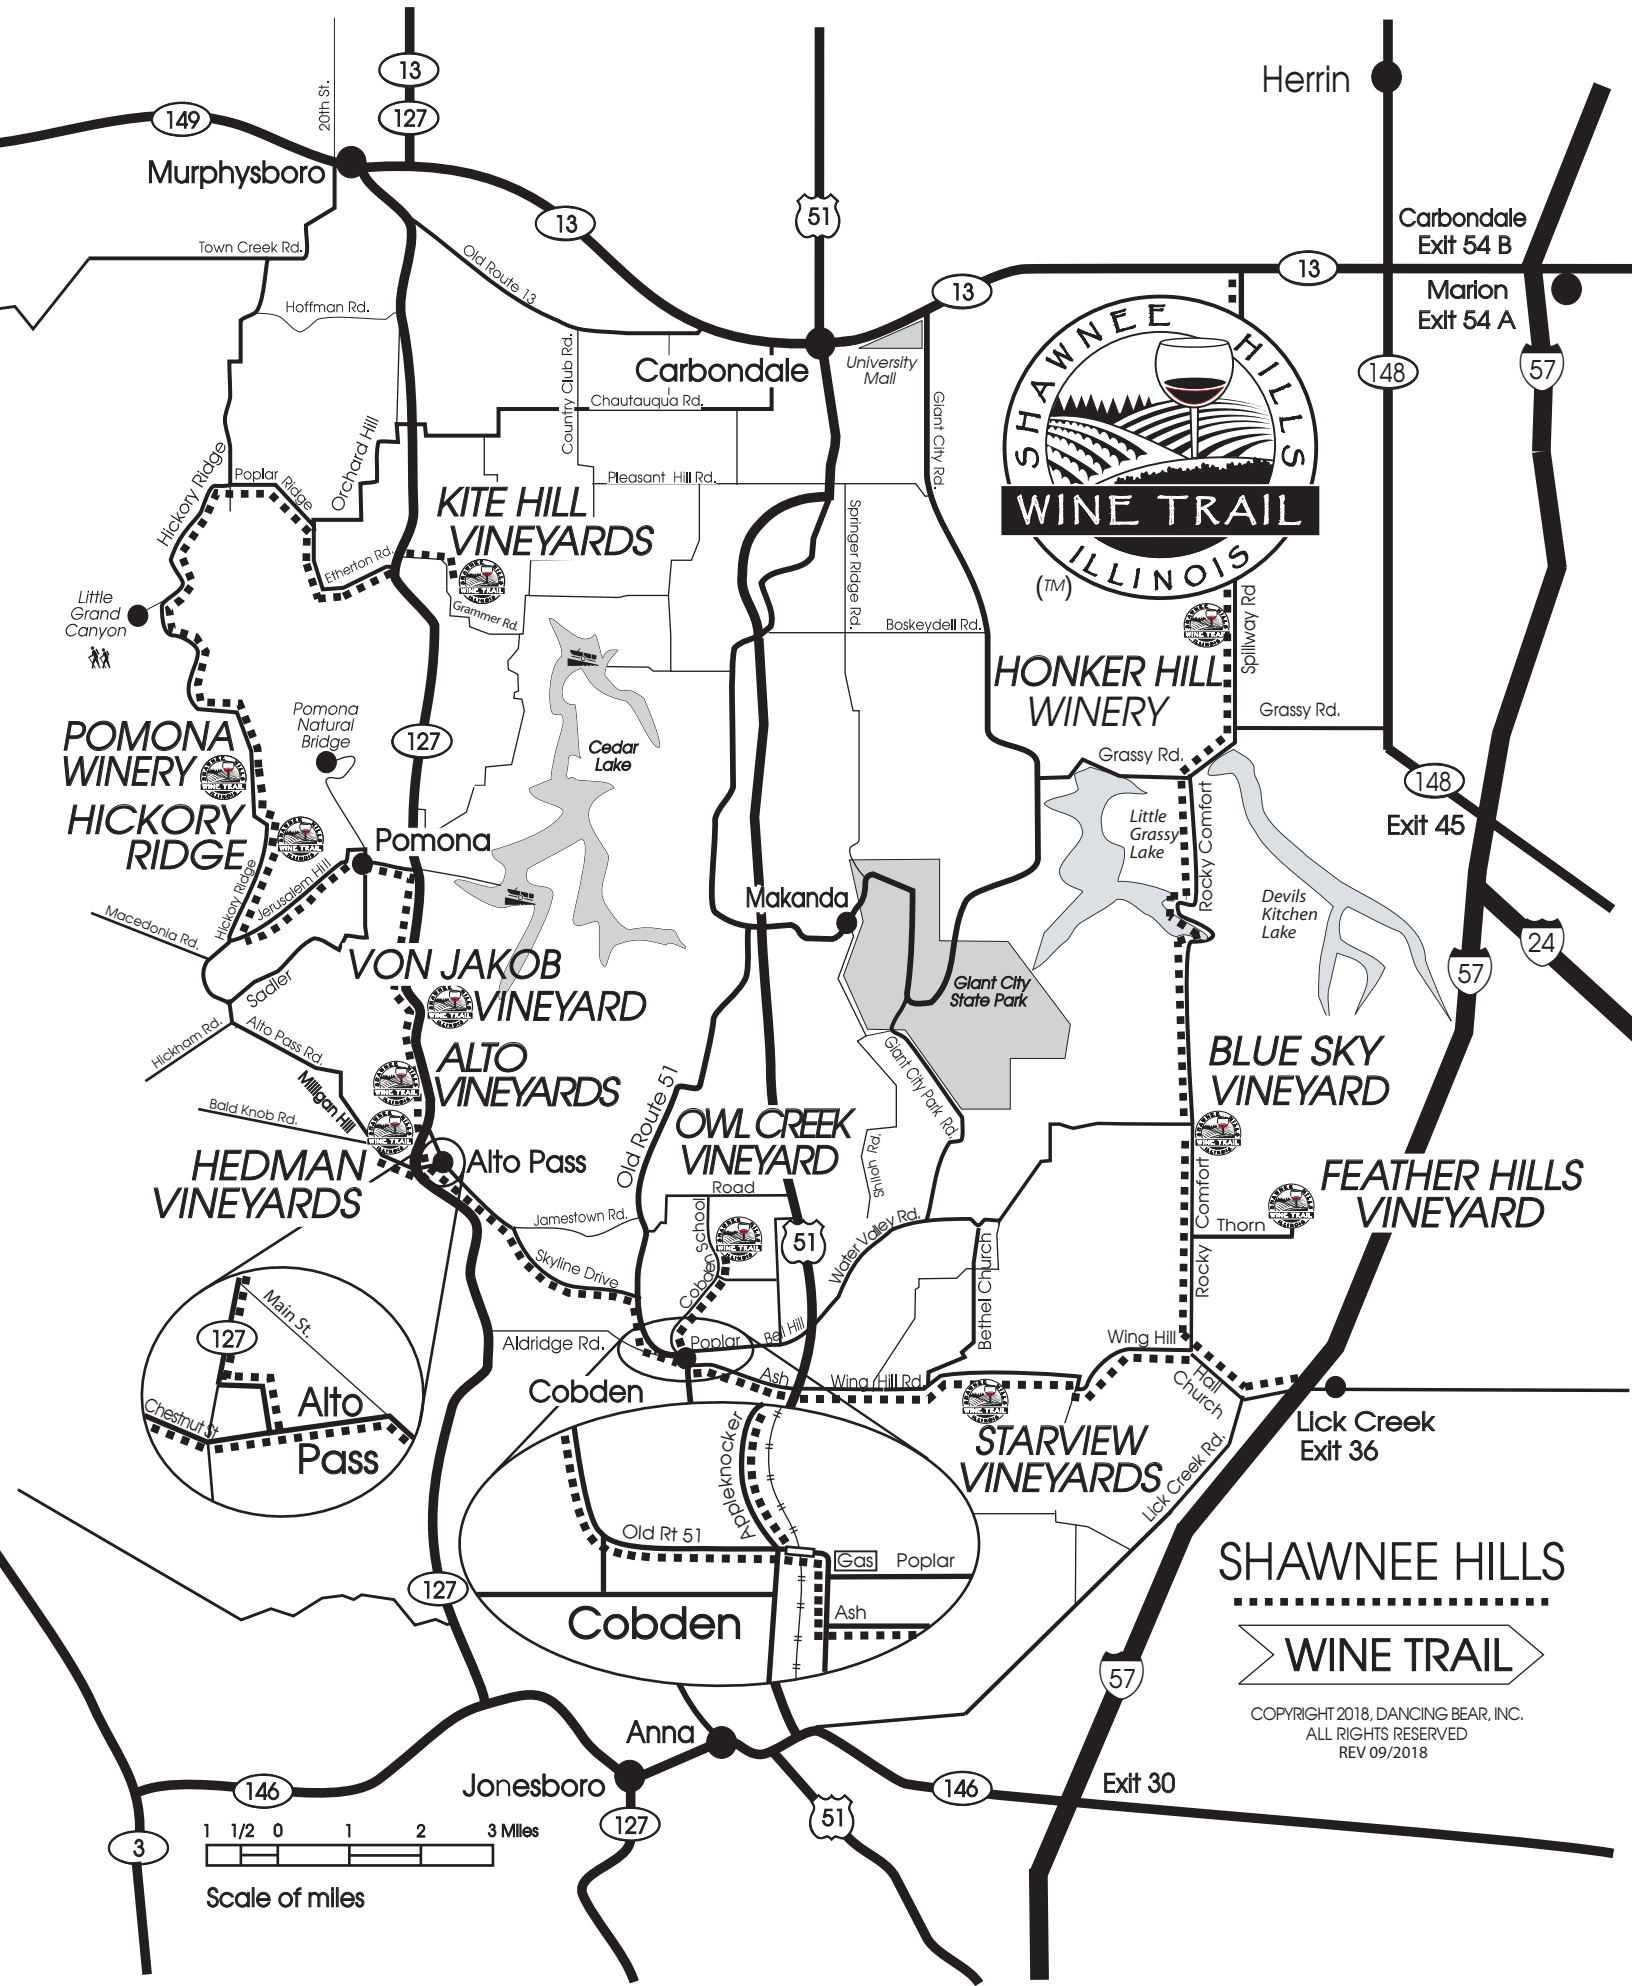 13
127
149
20th St.
Murphysboro
13
51
Herrin
Carbondale
Exit 54 B
13
Marion
Exit 54 A
57
148
Town Creek Rd.
Old Route 13
Hoffman Rd.
13
Carbondale
University
Mall
Country Club Rd.
Chautauqua Rd.
Giant City Rd.
SHAWNEE HILLS
WINE TRAIL
ILLINOIS
(TM)
Orchard Hill
Hickory Ridge
Poplar Ridge
Pleasant Hill Rd.
KITE HILL
VINEYARDS
Springer Ridge Rd.
Etherton Rd.
Grammer Rd.
Boskeydell Rd.
Little
Grand
Canyon
HONKER HILL
WINERY
Spillway Rd
Grassy Rd.
Grassy Rd.
148
Exit 45
POMONA
WINERY
Pomona
Natural
Bridge
127
Cedar
Lake
HICKORY
RIDGE
Pomona
Little
Grassy
Lake
Rocky Comfort
Devils
Kitchen
Lake
Hickory Ridge
Jerusalem Hill
Macedonia Rd.
Makanda
24
57
Giant City
State Park
VON JAKOB
VINEYARD
Sadler
Hickham Rd.
Alto Pass Rd.
Milligan Hill
Bald Knob Rd.
ALTO
VINEYARDS
Old Route 51
Giant City Park Rd.
Shiloh Rd.
BLUE SKY
VINEYARD
OWL CREEK
VINEYARD
HEDMAN
VINEYARDS
Alto Pass
FEATHER HILLS
VINEYARD
Rocky Comfort
Thorn
Road
Cobden School
Jamestown Rd.
51
Water Valley Rd.
Skyline Drive
Bethel Church
Aldridge Rd.
Poplar
Bell Hill
Wing Hill
Cobden
Ash
Wing Hill Rd.
Hall
Church
Lick Creek
Exit 36
STARVIEW
VINEYARDS
Lick Creek Rd.
Main St.
127
Alto
Pass
Chestnut St
Appleknocker
Old Rt 51
Gas
Poplar
Cobden
Ash
127
SHAWNEE HILLS
WINE TRAIL
57
COPYRIGHT 2018, DANCING BEAR, INC.
ALL RIGHTS RESERVED
REV 09/2018
Anna
Jonesboro
146
146
Exit 30
127
51
3
1 1/2 0 1 2 3 Miles
Scale of miles